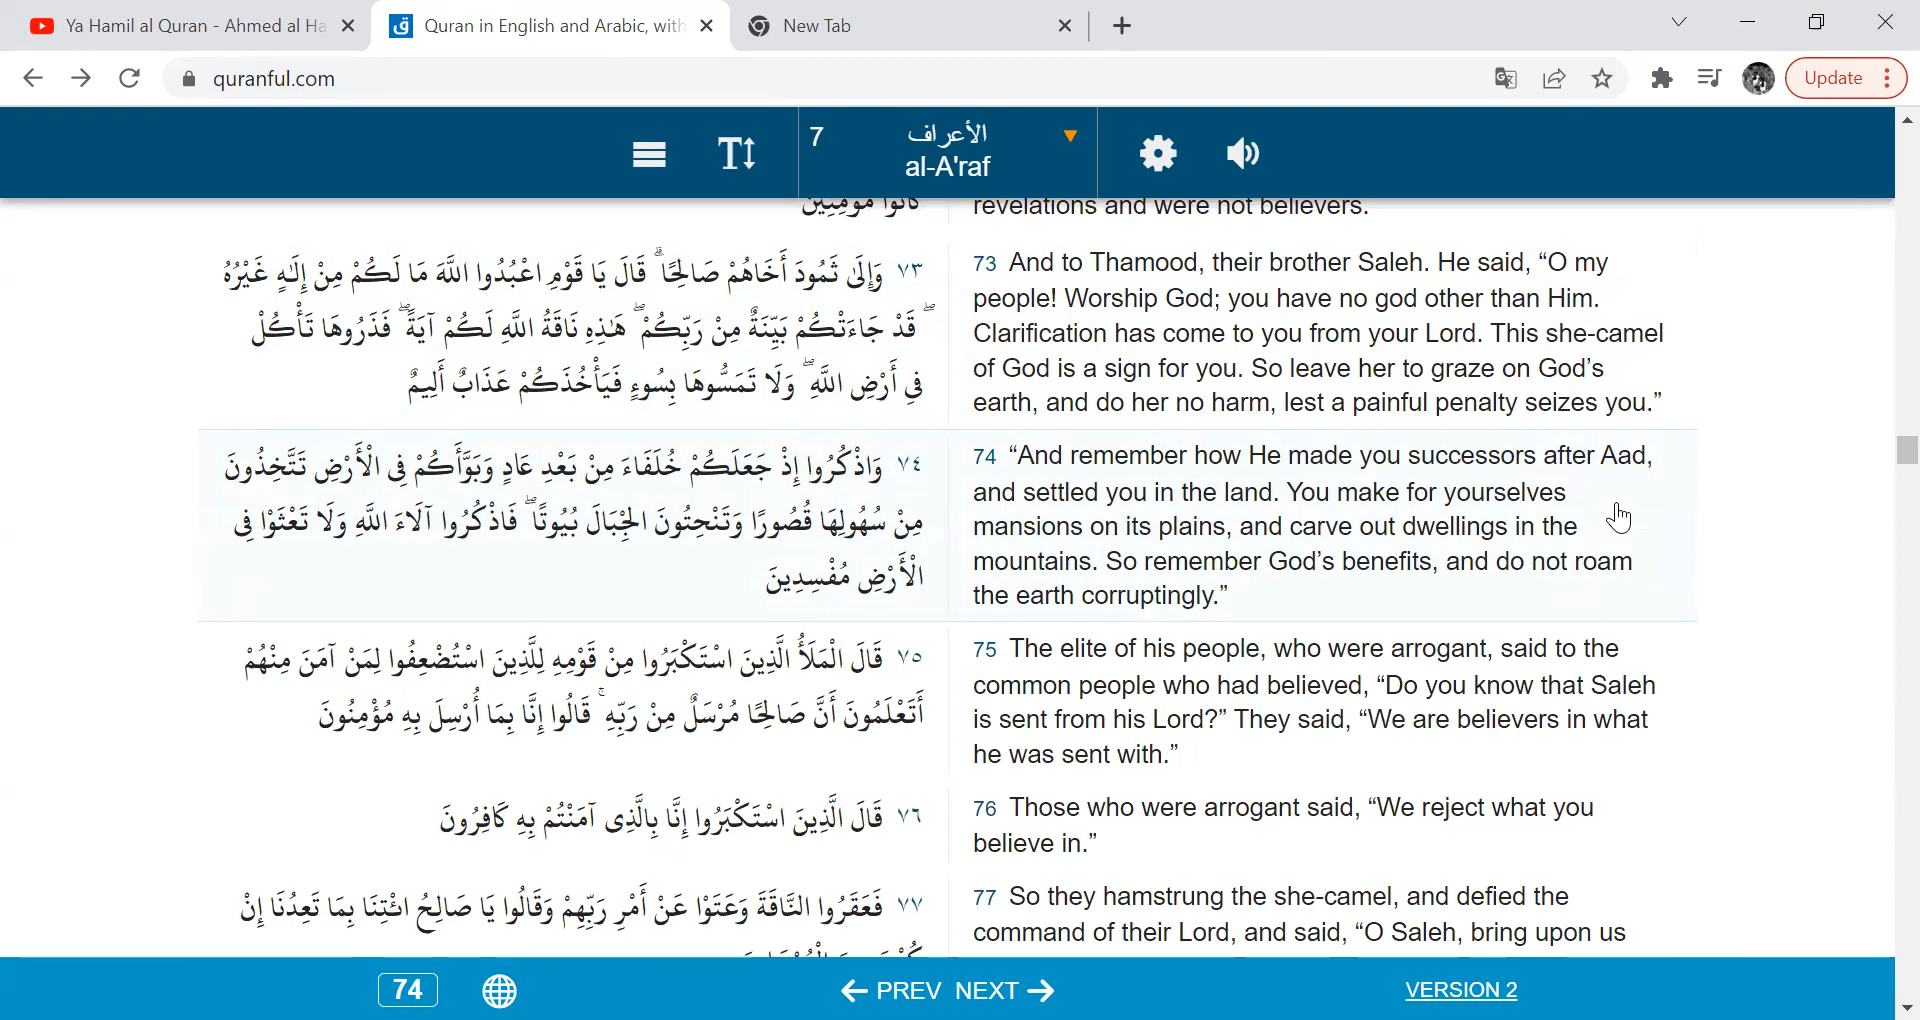 Ya Hamil al Quran - Ahmed al Ha
Quran in English and Arabic, with
New Tab
quranful.com
Update
7
الأعراف
al-A'raf
كَانُوا مُؤْمِنِينَ
revelations and were not believers.
٧٣ وَإِلَىٰ ثَمُودَ أَخَاهُمْ صَالِحًا ۗ قَالَ يَا قَوْمِ اعْبُدُوا اللَّهَ مَا لَكُمْ مِنْ إِلَٰهٍ غَيْرُهُ
ۖ قَدْ جَاءَتْكُمْ بَيِّنَةٌ مِنْ رَبِّكُمْ ۖ هَٰذِهِ نَاقَةُ اللَّهِ لَكُمْ آيَةً ۖ فَذَرُوهَا تَأْكُلْ
فِي أَرْضِ اللَّهِ ۖ وَلَا تَمَسُّوهَا بِسُوءٍ فَيَأْخُذَكُمْ عَذَابٌ أَلِيمٌ
73 And to Thamood, their brother Saleh. He said, “O my
people! Worship God; you have no god other than Him.
Clarification has come to you from your Lord. This she-camel
of God is a sign for you. So leave her to graze on God’s
earth, and do her no harm, lest a painful penalty seizes you.”
٧٤ وَاذْكُرُوا إِذْ جَعَلَكُمْ خُلَفَاءَ مِنْ بَعْدِ عَادٍ وَبَوَّأَكُمْ فِي الْأَرْضِ تَتَّخِذُونَ
مِنْ سُهُولِهَا قُصُورًا وَتَنْحِتُونَ الْجِبَالَ بُيُوتًا ۖ فَاذْكُرُوا آلَاءَ اللَّهِ وَلَا تَعْثَوْا فِي
الْأَرْضِ مُفْسِدِينَ
74 “And remember how He made you successors after Aad,
and settled you in the land. You make for yourselves
mansions on its plains, and carve out dwellings in the
mountains. So remember God’s benefits, and do not roam
the earth corruptingly.”
٧٥ قَالَ الْمَلَأُ الَّذِينَ اسْتَكْبَرُوا مِنْ قَوْمِهِ لِلَّذِينَ اسْتُضْعِفُوا لِمَنْ آمَنَ مِنْهُمْ
أَتَعْلَمُونَ أَنَّ صَالِحًا مُرْسَلٌ مِنْ رَبِّهِ ۚ قَالُوا إِنَّا بِمَا أُرْسِلَ بِهِ مُؤْمِنُونَ
75 The elite of his people, who were arrogant, said to the
common people who had believed, “Do you know that Saleh
is sent from his Lord?” They said, “We are believers in what
he was sent with.”
٧٦ قَالَ الَّذِينَ اسْتَكْبَرُوا إِنَّا بِالَّذِي آمَنْتُمْ بِهِ كَافِرُونَ
76 Those who were arrogant said, “We reject what you
believe in.”
٧٧ فَعَقَرُوا النَّاقَةَ وَعَتَوْا عَنْ أَمْرِ رَبِّهِمْ وَقَالُوا يَا صَالِحُ ائْتِنَا بِمَا تَعِدُنَا إِنْ
77 So they hamstrung the she-camel, and defied the
command of their Lord, and said, “O Saleh, bring upon us
74
PREV NEXT
VERSION 2